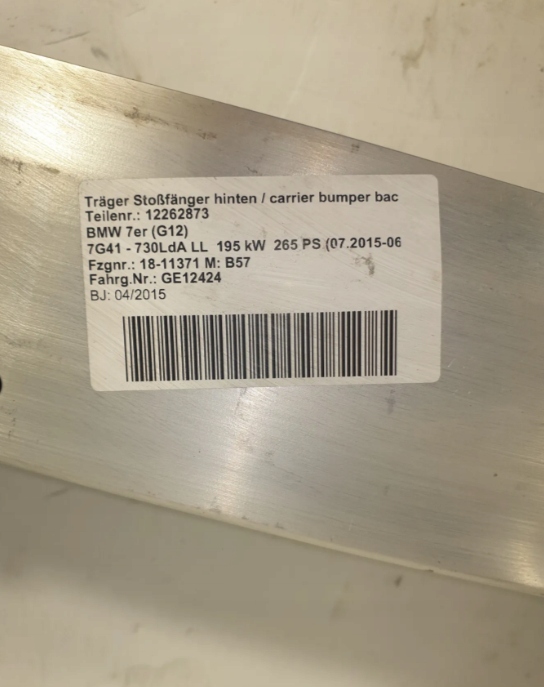 Träger Stoßfänger hinten / carrier bumper bac
Teilenr.: 12262873
BMW 7er (G12)
7G41 - 730LdA LL 195 kW 265 PS (07.2015-06
Fzgnr.: 18-11371 M: B57
Fahrg.Nr.: GE12424
BJ: 04/2015